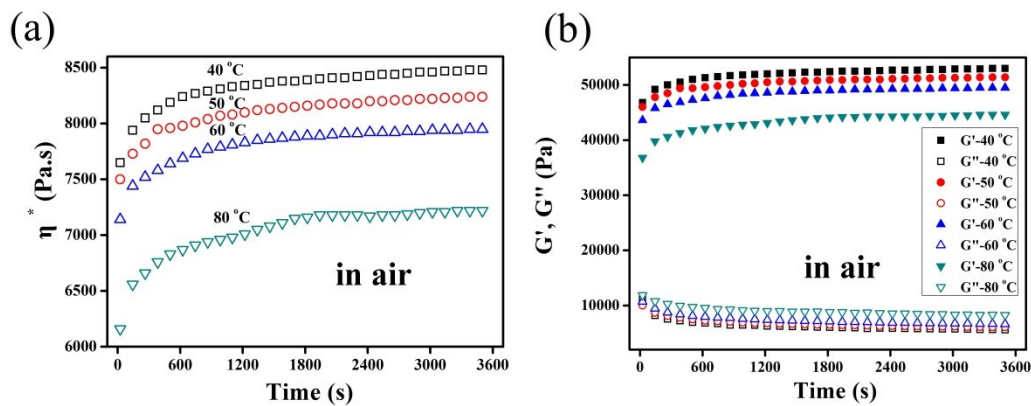 (a)
η* (Pa.s)
8500
8000
7500
7000
6500
6000
40 °C
50 °C
60 °C
80 °C
in air
0 600 1200 1800 2400 3000 3600
Time (s)
(b)
G', G" (Pa)
50000
40000
30000
20000
10000
G'-40 °C
G"-40 °C
G'-50 °C
G"-50 °C
G'-60 °C
G"-60 °C
G'-80 °C
G"-80 °C
in air
0 600 1200 1800 2400 3000 3600
Time (s)